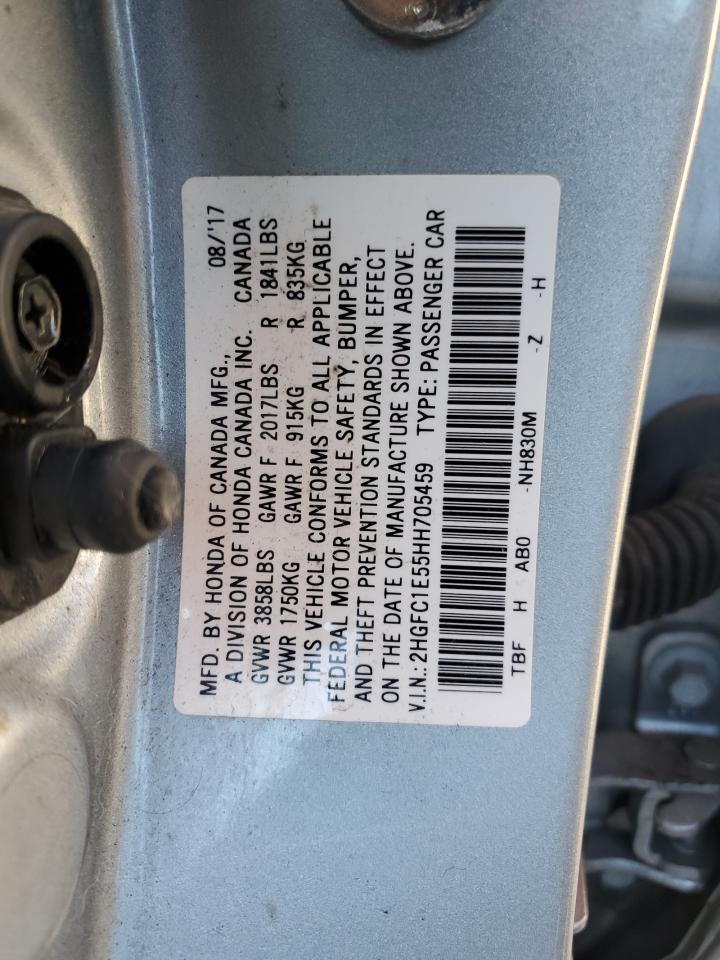 MFD. BY HONDA OF CANADA MFG., 08/'17
A DIVISION OF HONDA CANADA INC. CANADA
GVWR 3858LBS GAWR F 2017LBS R 1841LBS
GVWR 1750KG GAWR F 915KG R 835KG
THIS VEHICLE CONFORMS TO ALL APPLICABLE
FEDERAL MOTOR VEHICLE SAFETY, BUMPER,
AND THEFT PREVENTION STANDARDS IN EFFECT
ON THE DATE OF MANUFACTURE SHOWN ABOVE.
V.I.N.: 2HGFC1E55HH705459 TYPE: PASSENGER CAR
TBF H AB0 -NH830M -Z -H